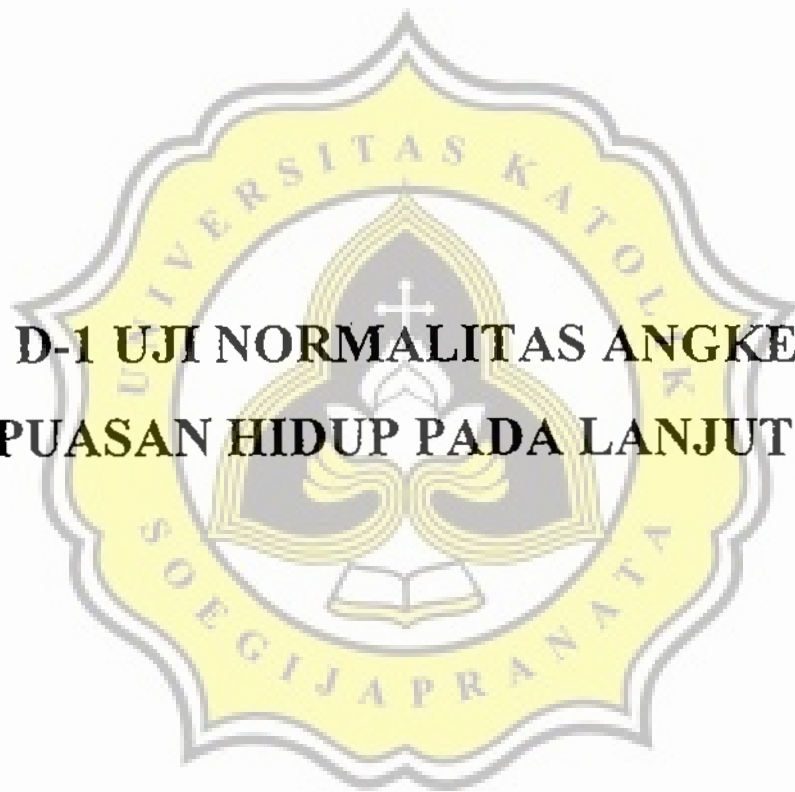 UNIVERSITAS KATOLIK
D-1 UJI NORMALITAS ANGKE
PUASAN HIDUP PADA LANJUT
SOEGIJAPRANATA